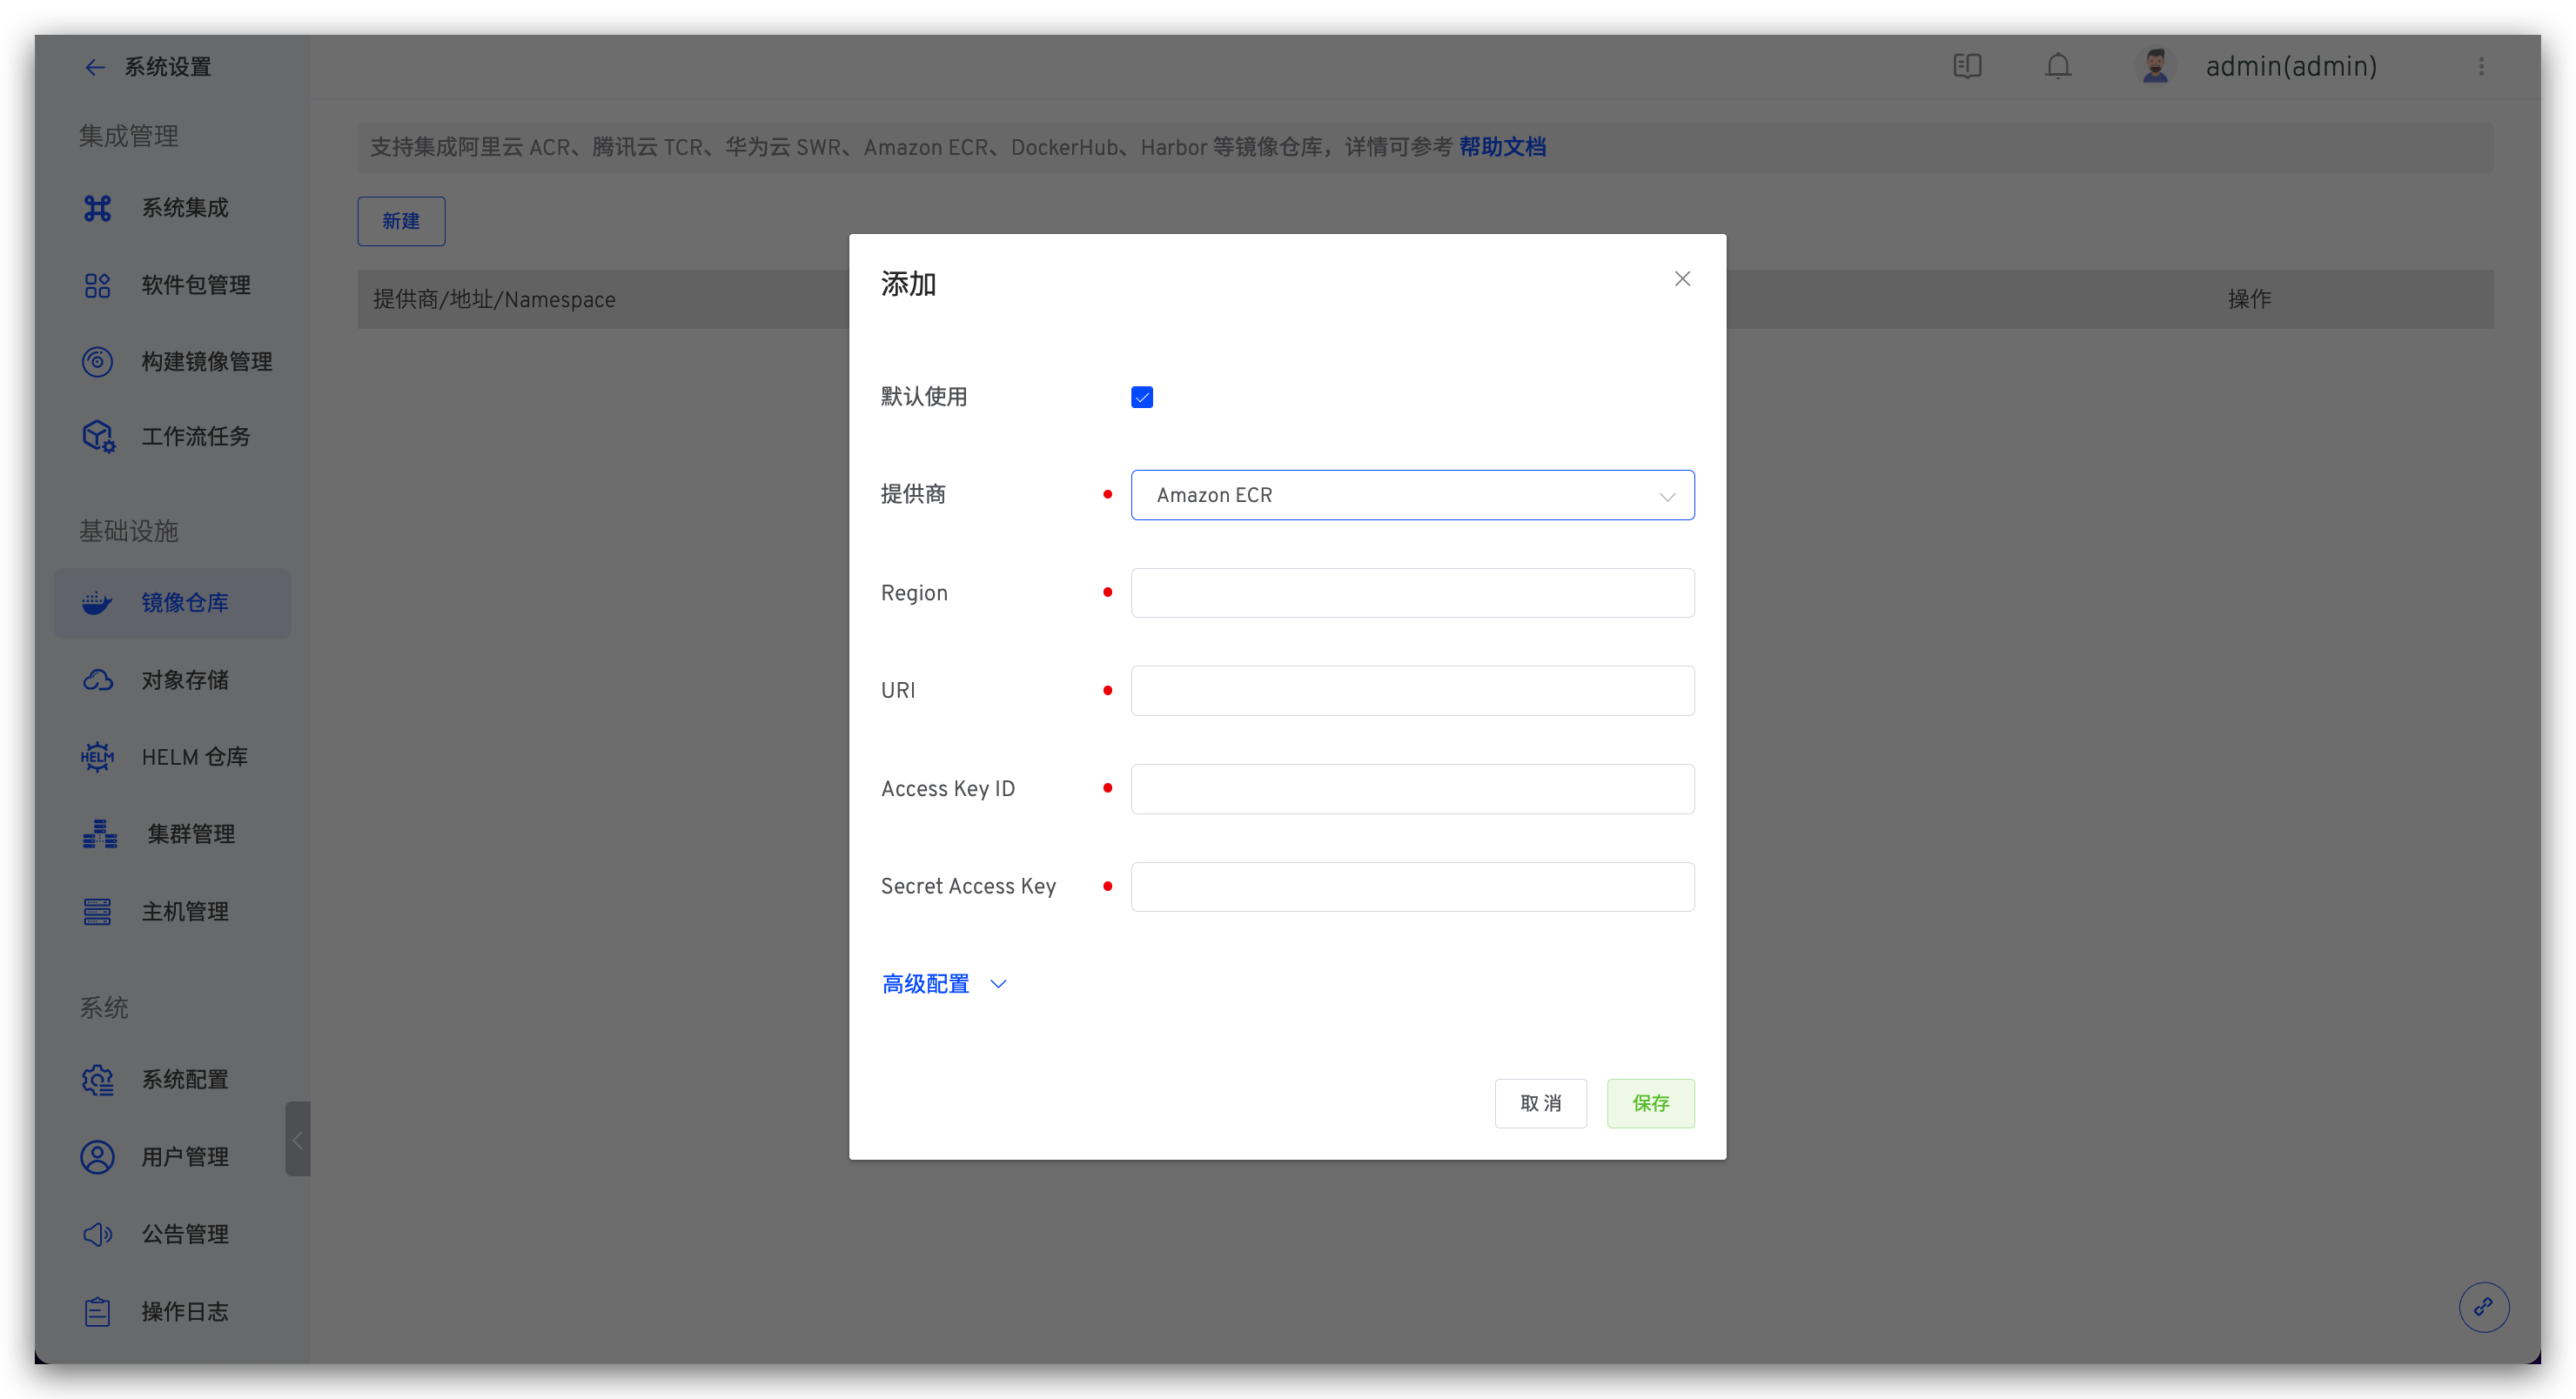 系统设置
admin(admin)
集成管理
系统集成
软件包管理
构建镜像管理
工作流任务
基础设施
镜像仓库
对象存储
HELM
HELM 仓库
集群管理
主机管理
系统
系统配置
用户管理
公告管理
操作日志
支持集成阿里云 ACR、腾讯云 TCR、华为云 SWR、Amazon ECR、DockerHub、Harbor 等镜像仓库，详情可参考 帮助文档
新建
提供商/地址/Namespace
操作
添加
默认使用
提供商
Amazon ECR
Region
URI
Access Key ID
Secret Access Key
高级配置
取 消
保存